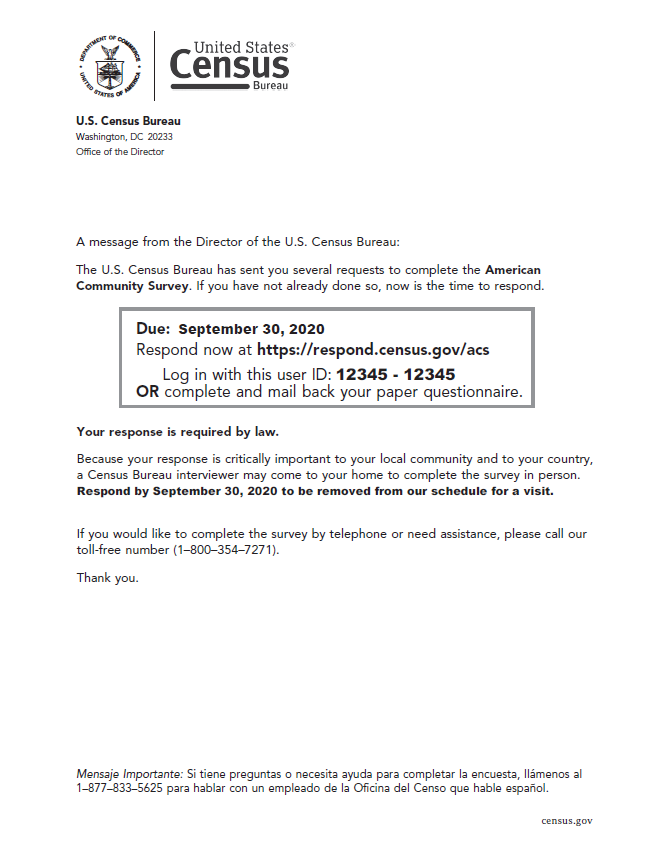 DEPARTMENT OF COMMERCE
UNITED STATES OF AMERICA
United States®
Census
Bureau
U.S. Census Bureau
Washington, DC 20233
Office of the Director
A message from the Director of the U.S. Census Bureau:
The U.S. Census Bureau has sent you several requests to complete the American
Community Survey. If you have not already done so, now is the time to respond.
Due: September 30, 2020
Respond now at https://respond.census.gov/acs
Log in with this user ID: 12345 - 12345
OR complete and mail back your paper questionnaire.
Your response is required by law.
Because your response is critically important to your local community and to your country,
a Census Bureau interviewer may come to your home to complete the survey in person.
Respond by September 30, 2020 to be removed from our schedule for a visit.
If you would like to complete the survey by telephone or need assistance, please call our
toll-free number (1–800–354–7271).
Thank you.
Mensaje Importante: Si tiene preguntas o necesita ayuda para completar la encuesta, llámenos al
1–877–833–5625 para hablar con un empleado de la Oficina del Censo que hable español.
census.gov